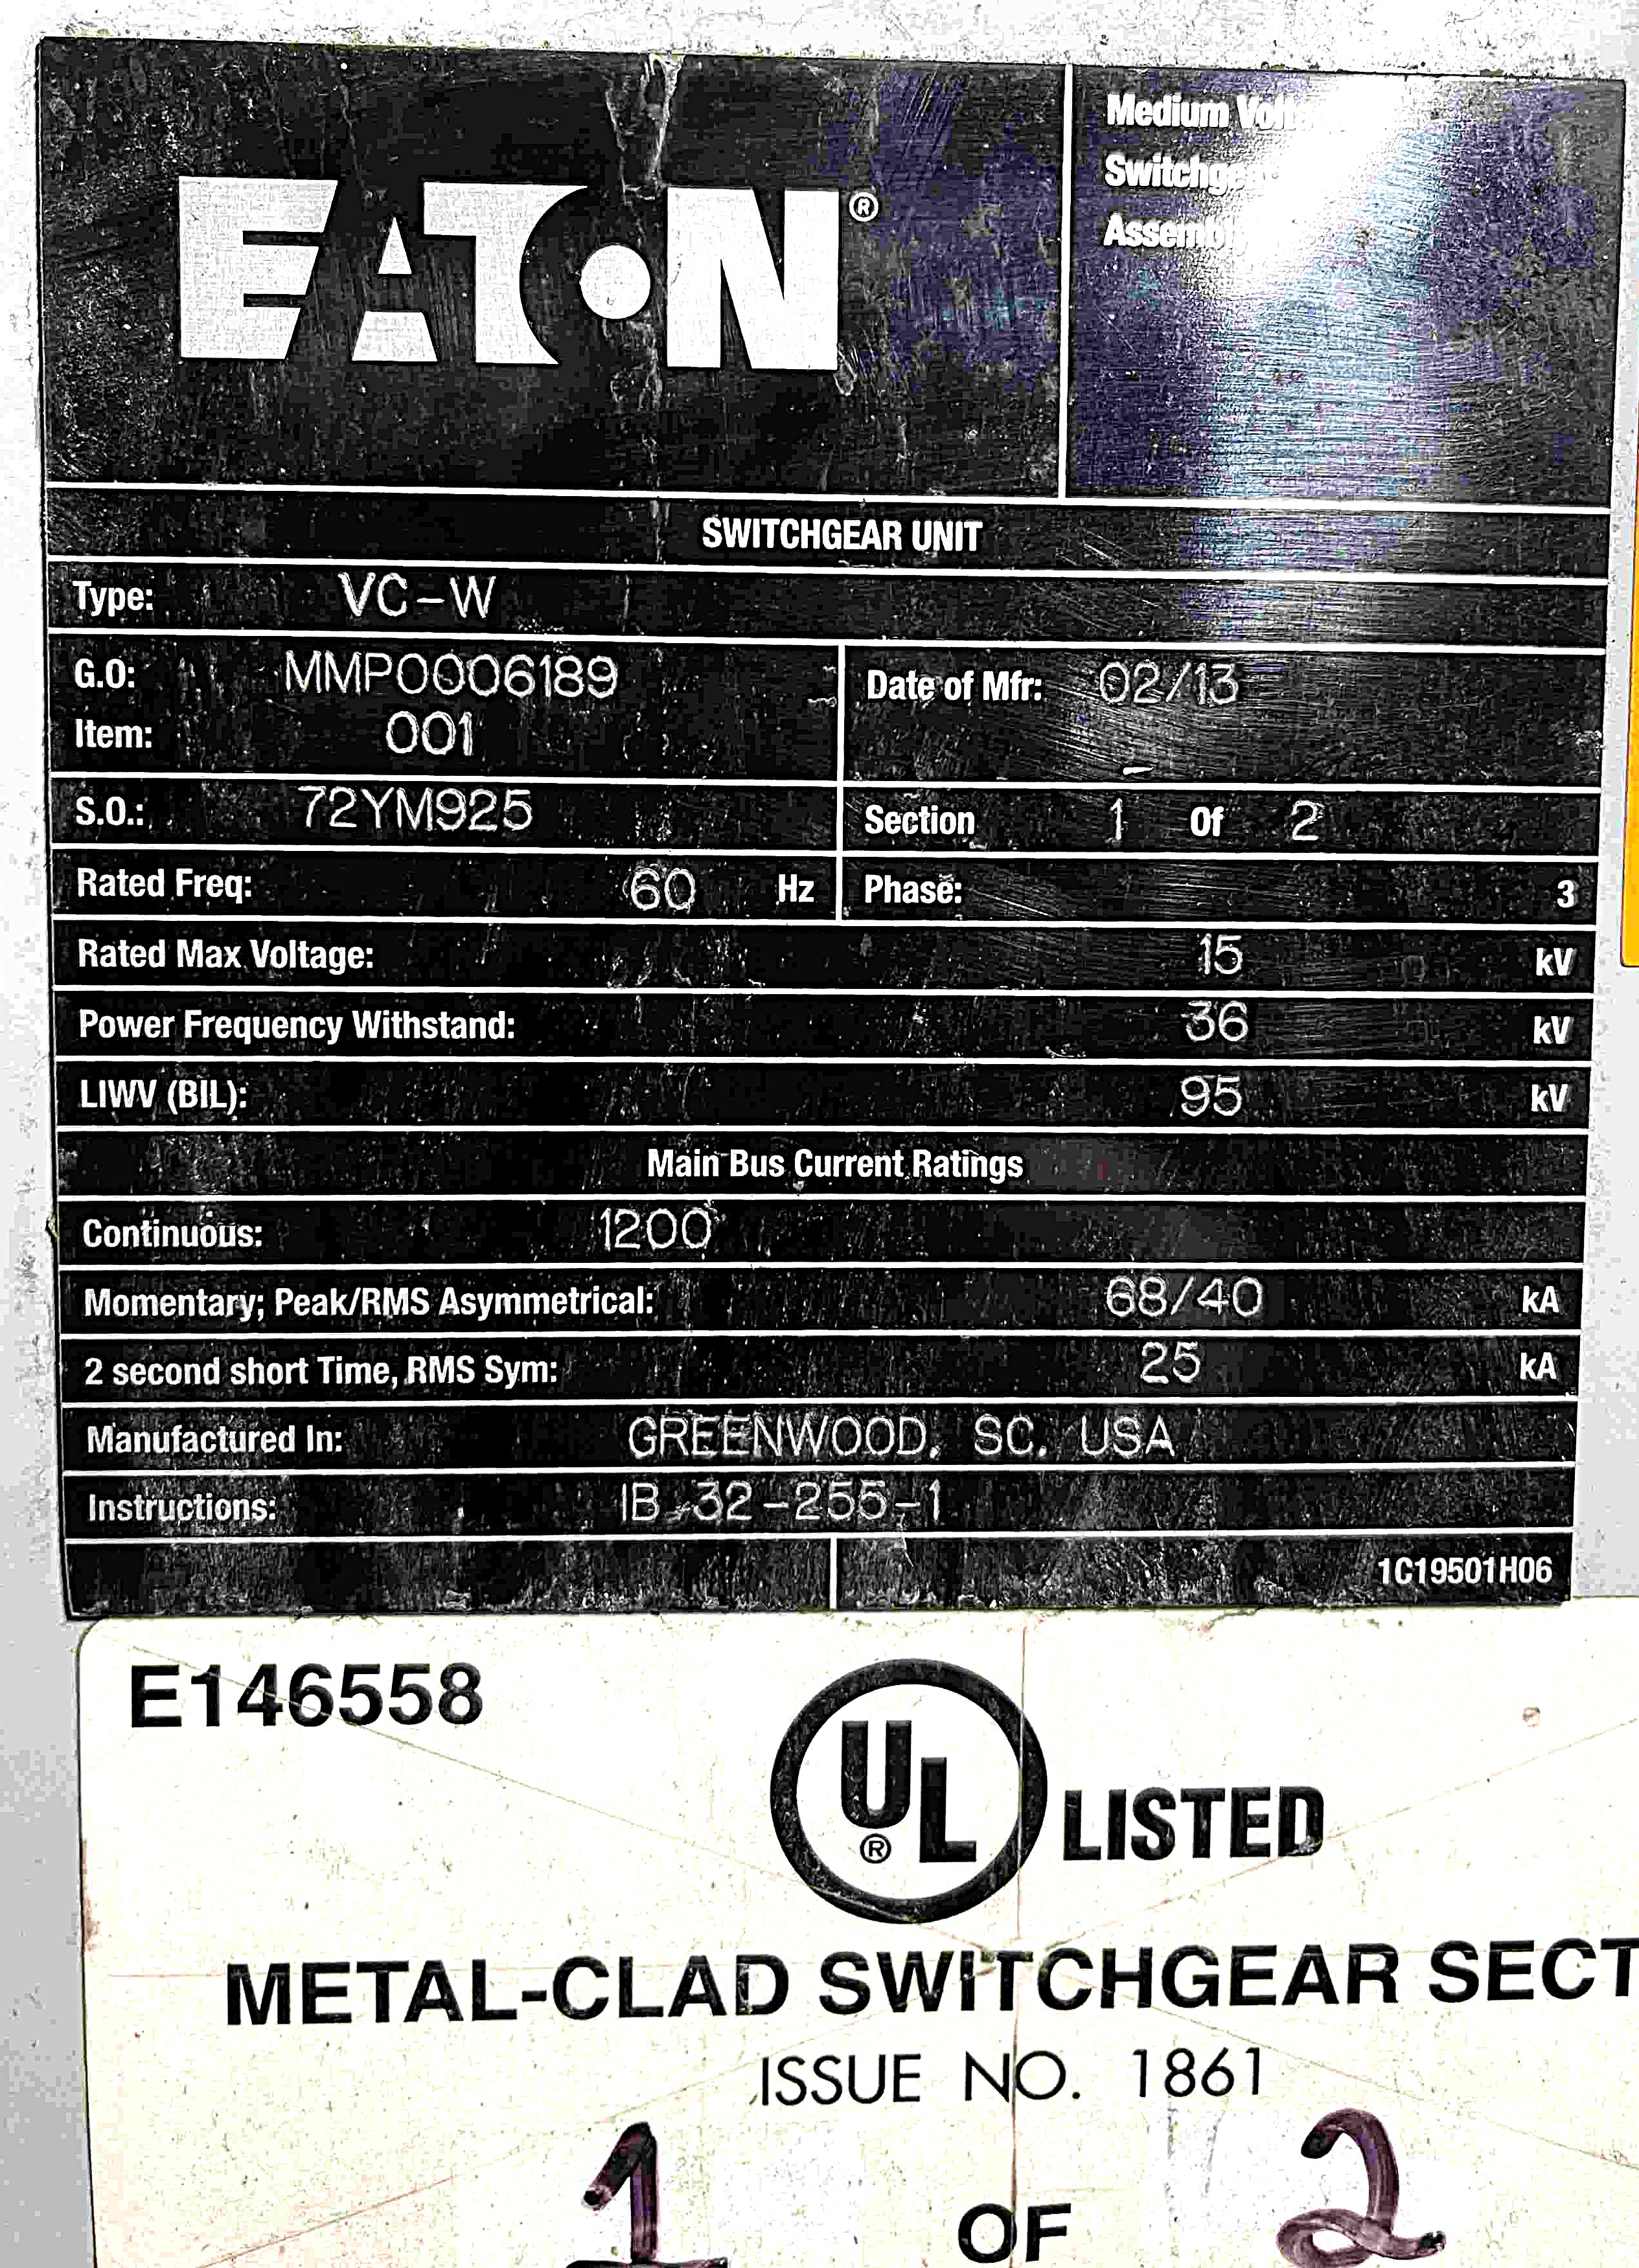 EATON®
Medium
Switchgear
Assembly
SWITCHGEAR UNIT
Type: VC-W
G.O: MMP0006189
Date of Mfr: 02/13
Item: 001
S.O.: 72YM925
Section 1 Of 2
Rated Freq: 60 Hz
Phase: 3
Rated Max Voltage: 15 kV
Power Frequency Withstand: 36 kV
LIWV (BIL): 95 kV
Main Bus Current Ratings
Continuous: 1200
Momentary; Peak/RMS Asymmetrical: 68/40 kA
2 second short Time, RMS Sym: 25 kA
Manufactured In: GREENWOOD, SC, USA
Instructions: IB 32-255-1
1C19501H06
E146558
UL® LISTED
METAL-CLAD SWITCHGEAR SECT
ISSUE NO. 1861
1 OF 2